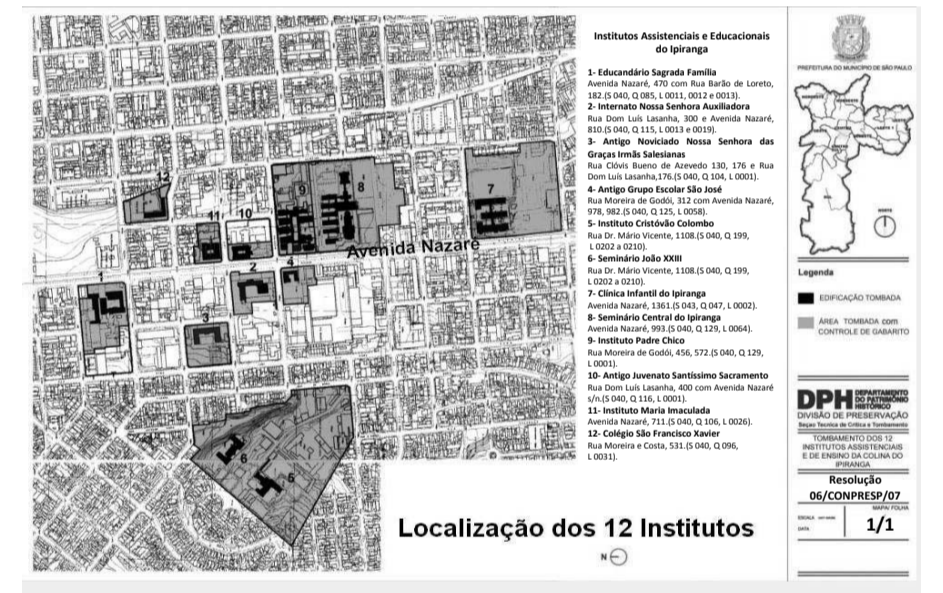 Institutos Assistenciais e Educacionais
do Ipiranga
1- Educandário Sagrada Família
Avenida Nazaré, 470 com Rua Barão de Loreto,
182.(S 040, Q 085, L 0011, 0012 e 0013).
2- Internato Nossa Senhora Auxiliadora
Rua Dom Luís Lasanha, 300 e Avenida Nazaré,
810.(S 040, Q 115, L 0013 e 0019).
3- Antigo Noviciado Nossa Senhora das
Graças Irmãs Salesianas
Rua Clóvis Bueno de Azevedo 130, 176 e Rua
Dom Luís Lasanha,176.(S 040, Q 104, L 0001).
4- Antigo Grupo Escolar São José
Rua Moreira de Godói, 312 com Avenida Nazaré,
978, 982.(S 040, Q 125, L 0058).
5- Instituto Cristóvão Colombo
Rua Dr. Mário Vicente, 1108.(S 040, Q 199,
L 0202 a 0210).
6- Seminário João XXIII
Rua Dr. Mário Vicente, 1108.(S 040, Q 199,
L 0202 a 0210).
7- Clínica Infantil do Ipiranga
Avenida Nazaré, 1361.(S 043, Q 047, L 0002).
8- Seminário Central do Ipiranga
Avenida Nazaré, 993.(S 040, Q 129, L 0064).
9- Instituto Padre Chico
Rua Moreira de Godói, 456, 572.(S 040, Q 129,
L 0001).
10- Antigo Juvenato Santíssimo Sacramento
Rua Dom Luís Lasanha, 400 com Avenida Nazaré
s/n.(S 040, Q 116, L 0001).
11- Instituto Maria Imaculada
Avenida Nazaré, 711.(S 040, Q 106, L 0026).
12- Colégio São Francisco Xavier
Rua Moreira e Costa, 531.(S 040, Q 096,
L 0031).
12
11
10
9
8
7
Avenida Nazaré
1
2
4
3
6
5
Localização dos 12 Institutos
N
PREFEITURA DO MUNICÍPIO DE SÃO PAULO
NORTE
Legenda
EDIFICAÇÃO TOMBADA
ÁREA TOMBADA com
CONTROLE DE GABARITO
DPH DEPARTAMENTO
DO PATRIMÔNIO
HISTÓRICO
DIVISÃO DE PRESERVAÇÃO
Seção Técnica de Crítica e Tombamento
TOMBAMENTO DOS 12
INSTITUTOS ASSISTENCIAIS
E DE ENSINO DA COLINA DO
IPIRANGA
Resolução
06/CONPRESP/07
ESCALA
DATA
MAPA/ FOLHA
1/1